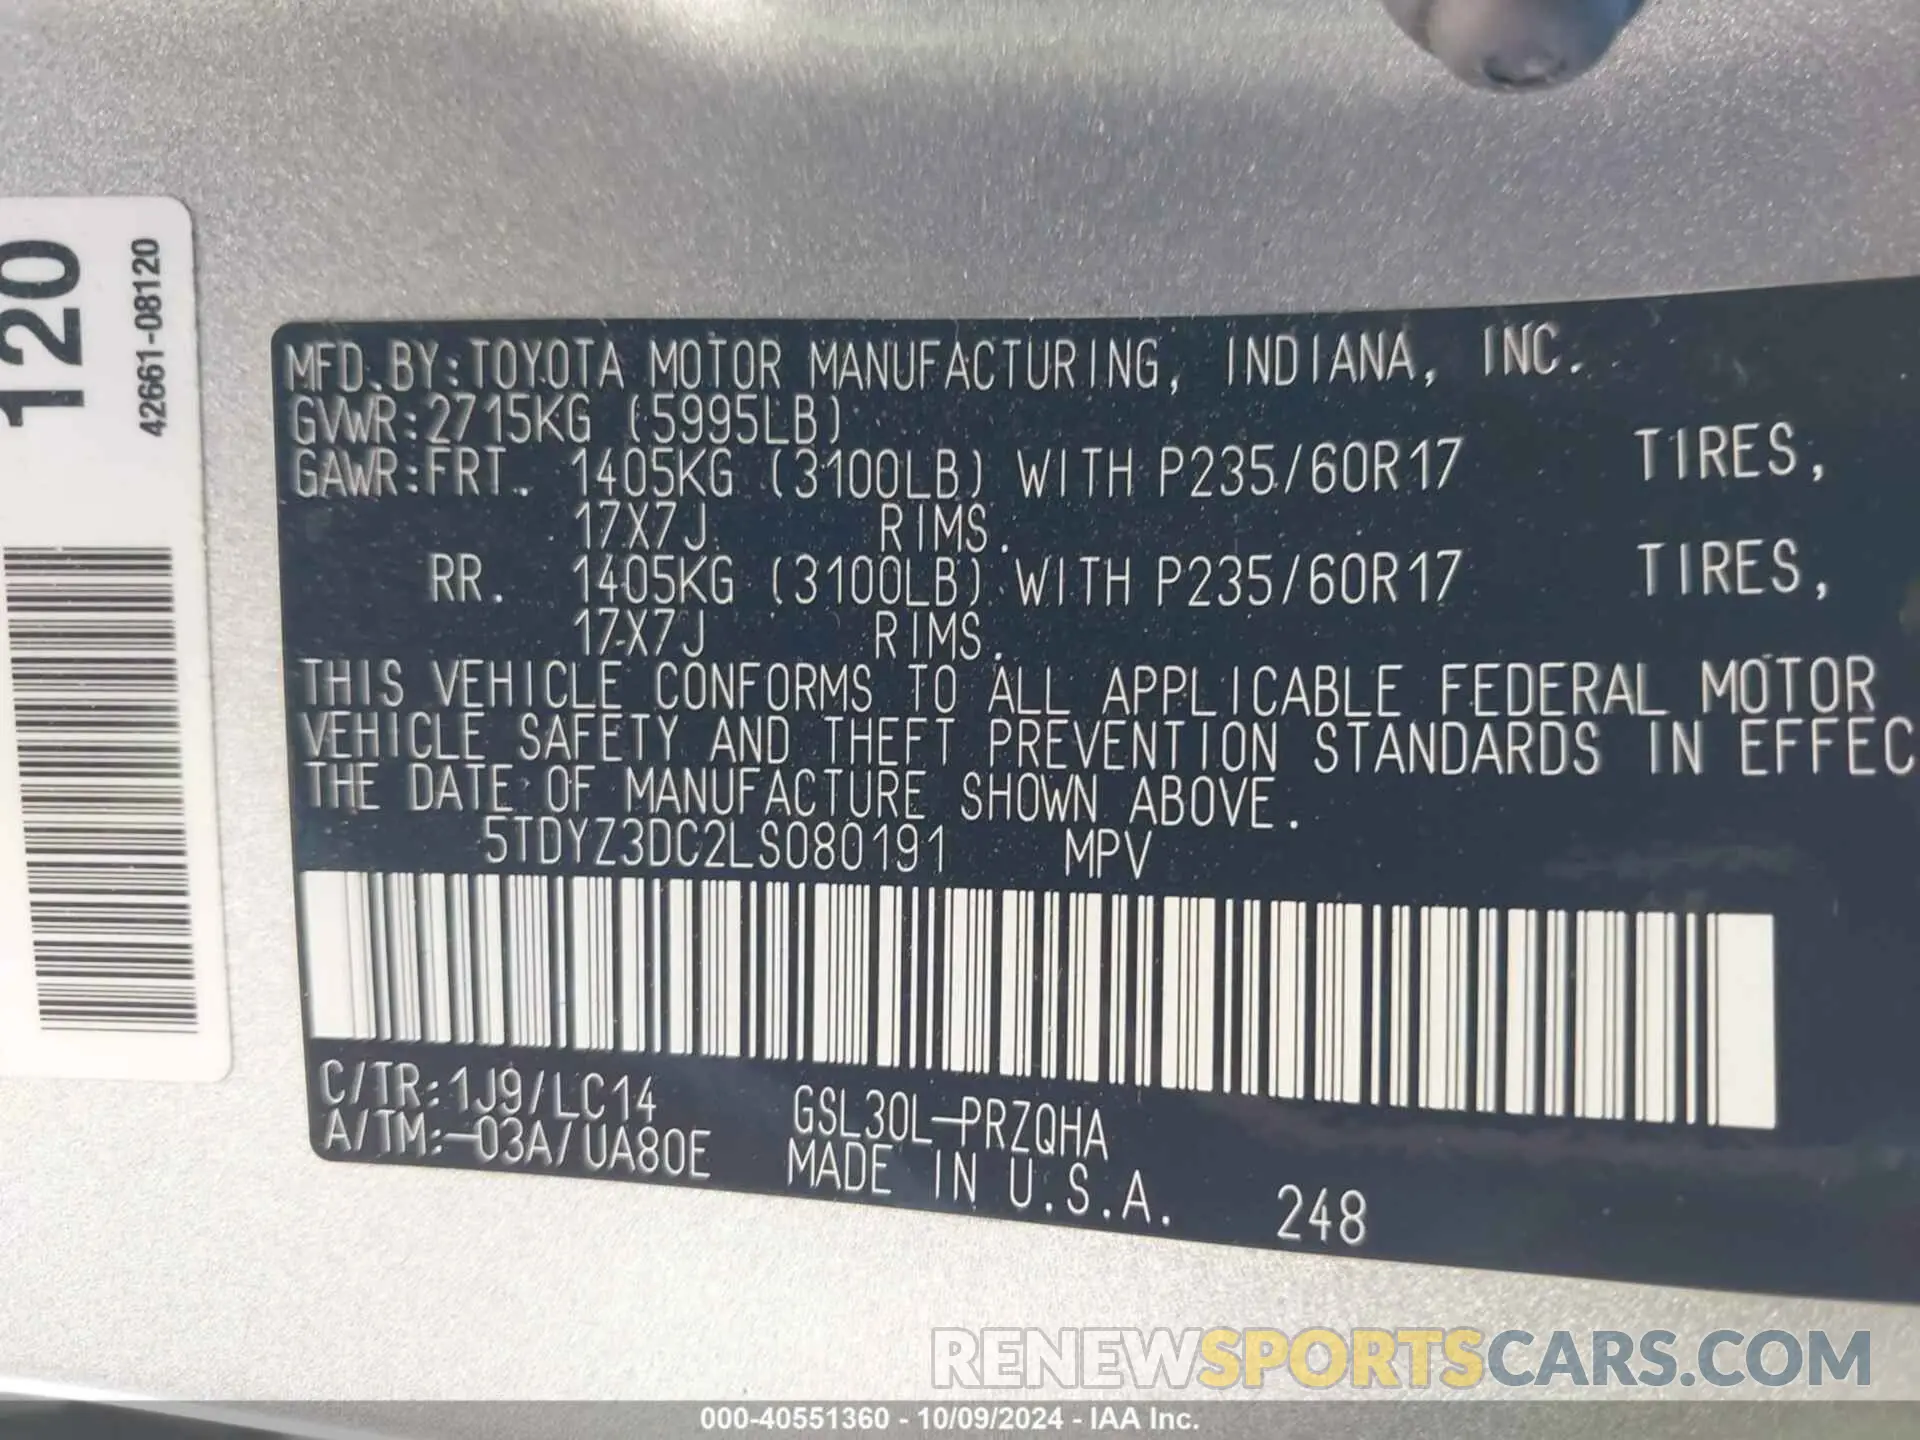 120
42661-08120
MFD. BY: TOYOTA MOTOR MANUFACTURING, INDIANA, INC.
GVWR: 2715KG (5995LB)
GAWR: FRT. 1405KG (3100LB) WITH P235/60R17 TIRES,
17X7J RIMS.
RR. 1405KG (3100LB) WITH P235/60R17 TIRES,
17X7J RIMS.
THIS VEHICLE CONFORMS TO ALL APPLICABLE FEDERAL MOTOR
VEHICLE SAFETY AND THEFT PREVENTION STANDARDS IN EFFEC
THE DATE OF MANUFACTURE SHOWN ABOVE.
5TDYZ3DC2LS080191 MPV
C/TR: 1J9/LC14 GSL30L-PRZQHA
A/TM: -03A/UA80E MADE IN U.S.A. 248
RENEWSPORTSCARS.COM
000-40551360 - 10/09/2024 - IAA Inc.